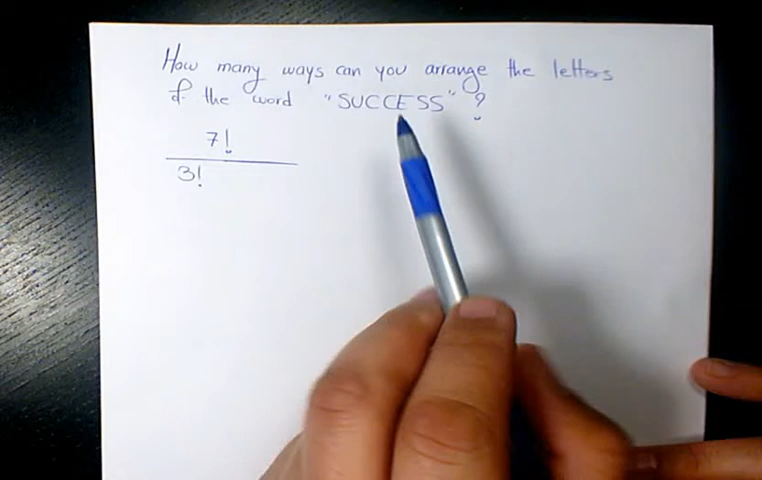 How many ways can you arrange the letters
of the word "SUCCESS" ?
7!
3!